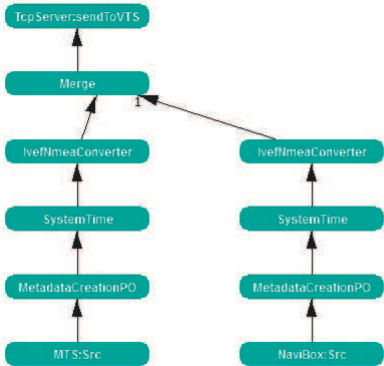 TcpServer:sendToVTS
Merge
1
IvefNmeaConverter
IvefNmeaConverter
SystemTime
SystemTime
MetadataCreationPO
MetadataCreationPO
MTS:Src
NaviBox:Src